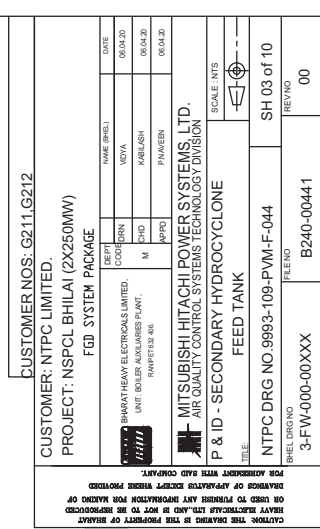 CUSTOMER NOS: G211,G212
CUSTOMER: NTPC LIMITED.
PROJECT: NSPCL BHILAI (2X250MW)
FGD SYSTEM PACKAGE
DEPT CODE NAME (BHEL) DATE
BHARAT HEAVY ELECTRICALS LIMITED,
UNIT: BOILER AUXILIARIES PLANT,
RANIPET 632 406.
M
DRN VIDYA 06.04.20
CHD KABILASH 06.04.20
APPD P.NAVEEN 06.04.20
MITSUBISHI HITACHI POWER SYSTEMS, LTD.
AIR QUALITY CONTROL SYSTEMS TECHNOLOGY DIVISION
TITLE:
P & ID - SECONDARY HYDROCYCLONE
FEED TANK
SCALE : NTS
NTPC DRG NO.9993-109-PVM-F-044
SH 03 of 10
BHEL DRG NO
3-FW-000-00XXX
FILE NO
B240-00441
REV NO
00
CAUTION: THE DRAWING IS THE PROPERTY OF BHARAT
HEAVY ELECTRICALS LTD.,AND IS NOT TO BE REPRODUCED
OR USED TO FURNISH ANY INFORMATION FOR MAKING OF
DRAWINGS OF APPARATUS EXCEPT WHERE PROVIDED
FOR AGREEMENT WITH SAID COMPANY.